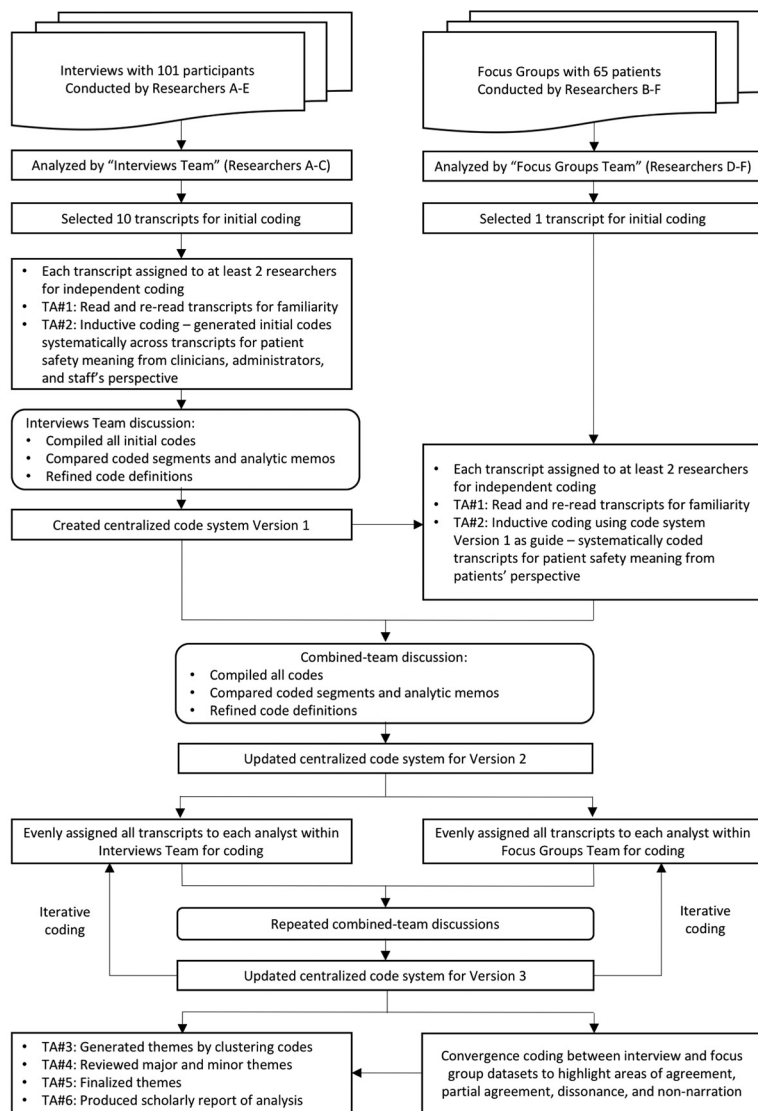 Interviews with 101 participants
Conducted by Researchers A-E
Focus Groups with 65 patients
Conducted by Researchers B-F
Analyzed by “Interviews Team” (Researchers A-C)
Analyzed by “Focus Groups Team” (Researchers D-F)
Selected 10 transcripts for initial coding
Selected 1 transcript for initial coding
• Each transcript assigned to at least 2 researchers
for independent coding
• TA#1: Read and re-read transcripts for familiarity
• TA#2: Inductive coding – generated initial codes
systematically across transcripts for patient
safety meaning from clinicians, administrators,
and staff’s perspective
Interviews Team discussion:
• Compiled all initial codes
• Compared coded segments and analytic memos
• Refined code definitions
Created centralized code system Version 1
• Each transcript assigned to at least 2 researchers
for independent coding
• TA#1: Read and re-read transcripts for familiarity
• TA#2: Inductive coding using code system
Version 1 as guide – systematically coded
transcripts for patient safety meaning from
patients’ perspective
Combined-team discussion:
• Compiled all codes
• Compared coded segments and analytic memos
• Refined code definitions
Updated centralized code system for Version 2
Evenly assigned all transcripts to each analyst within
Interviews Team for coding
Evenly assigned all transcripts to each analyst within
Focus Groups Team for coding
Iterative
coding
Repeated combined-team discussions
Iterative
coding
Updated centralized code system for Version 3
• TA#3: Generated themes by clustering codes
• TA#4: Reviewed major and minor themes
• TA#5: Finalized themes
• TA#6: Produced scholarly report of analysis
Convergence coding between interview and focus
group datasets to highlight areas of agreement,
partial agreement, dissonance, and non-narration